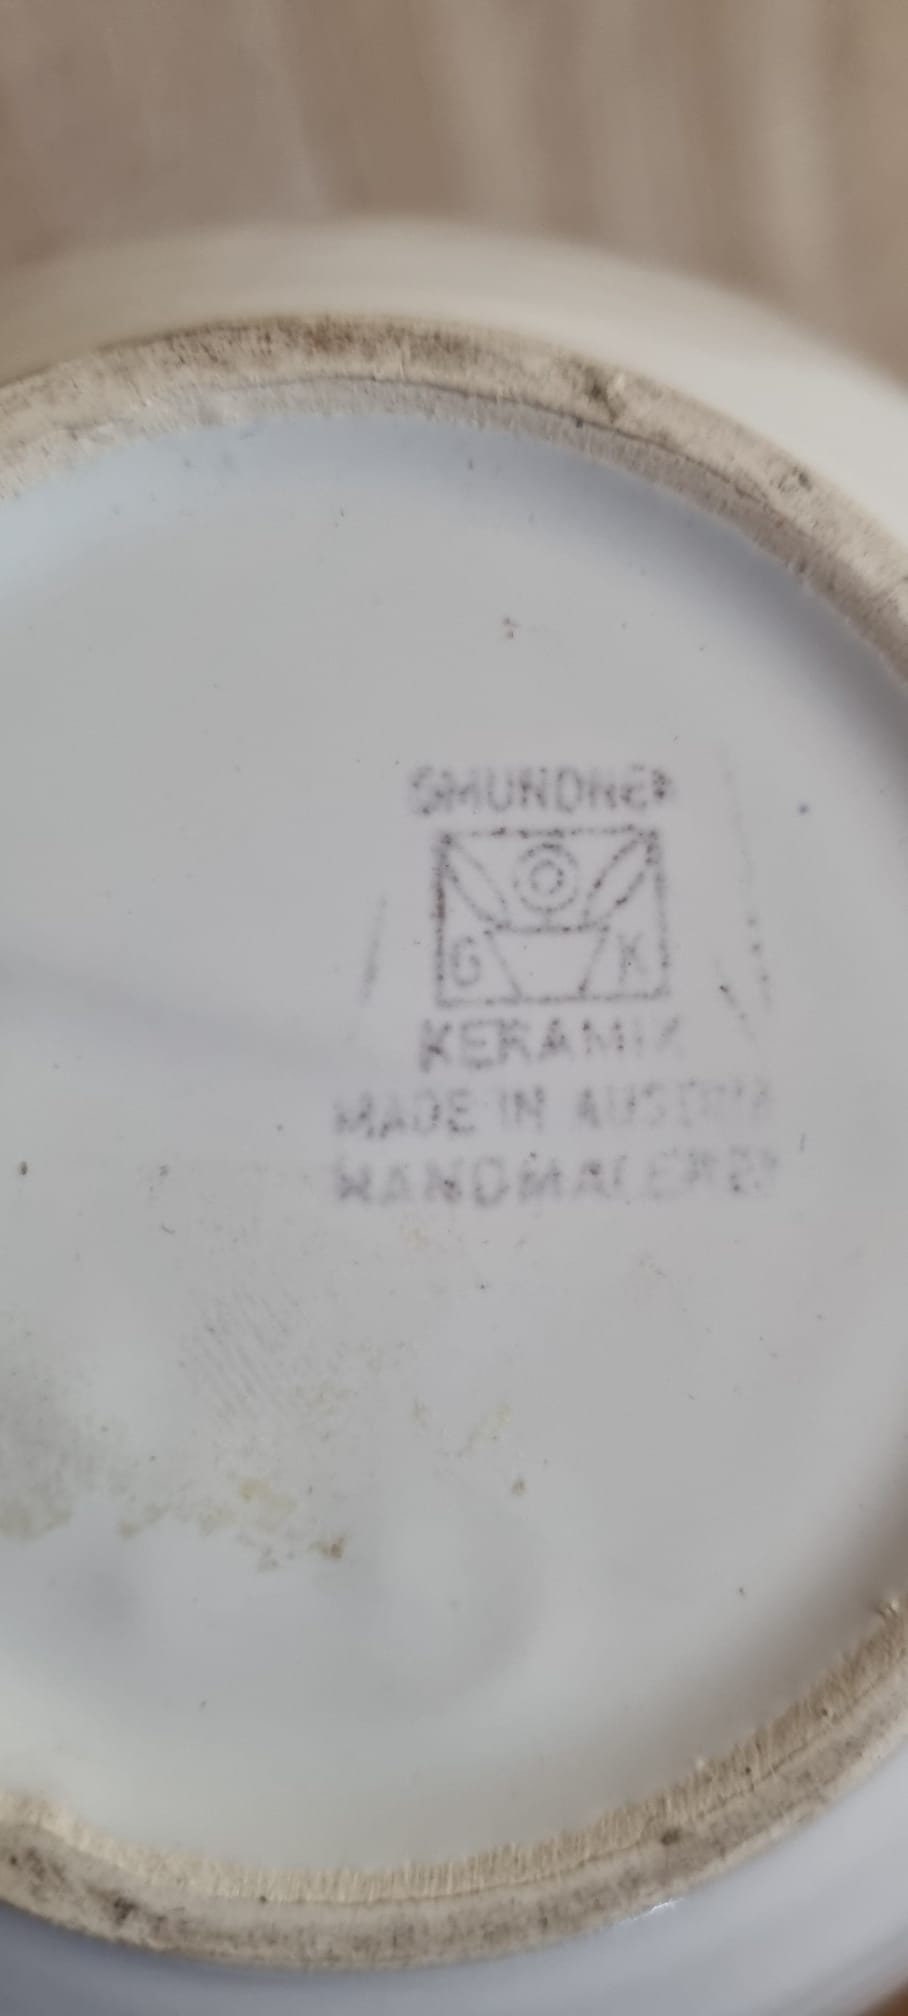 GMUNDNER
G K
KERAMIK
MADE IN AUSTRIA
HANDMALEREI